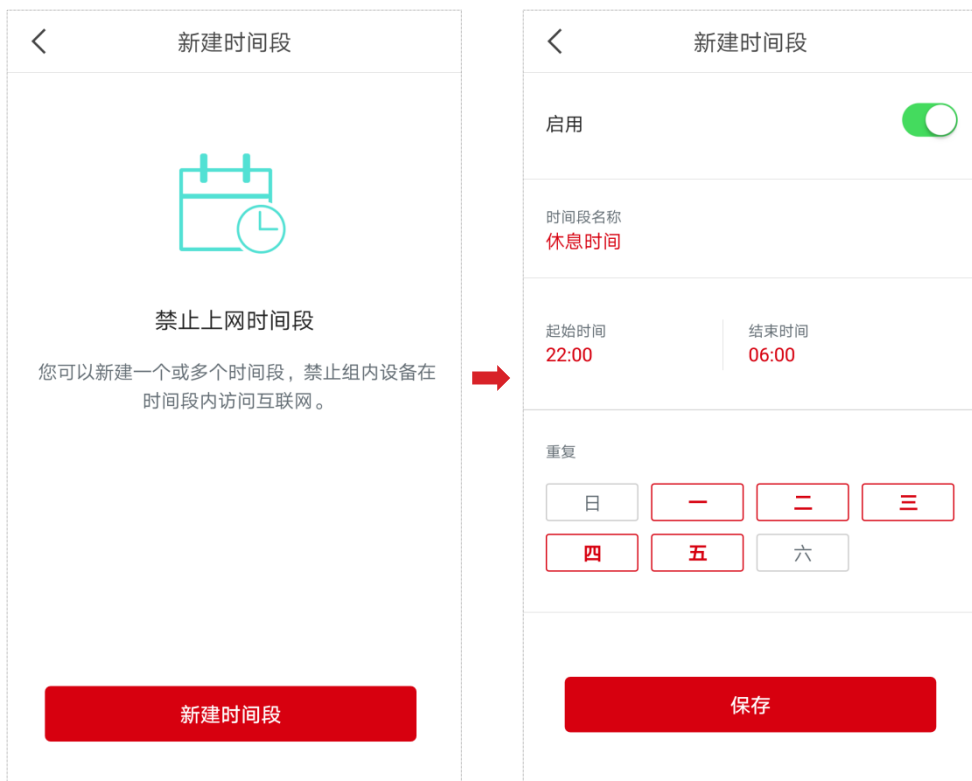 新建时间段
禁止上网时间段
您可以新建一个或多个时间段，禁止组内设备在
时间段内访问互联网。
新建时间段
新建时间段
启用
时间段名称
休息时间
起始时间 结束时间
22:00 06:00
重复
日 一 二 三
四 五 六
保存